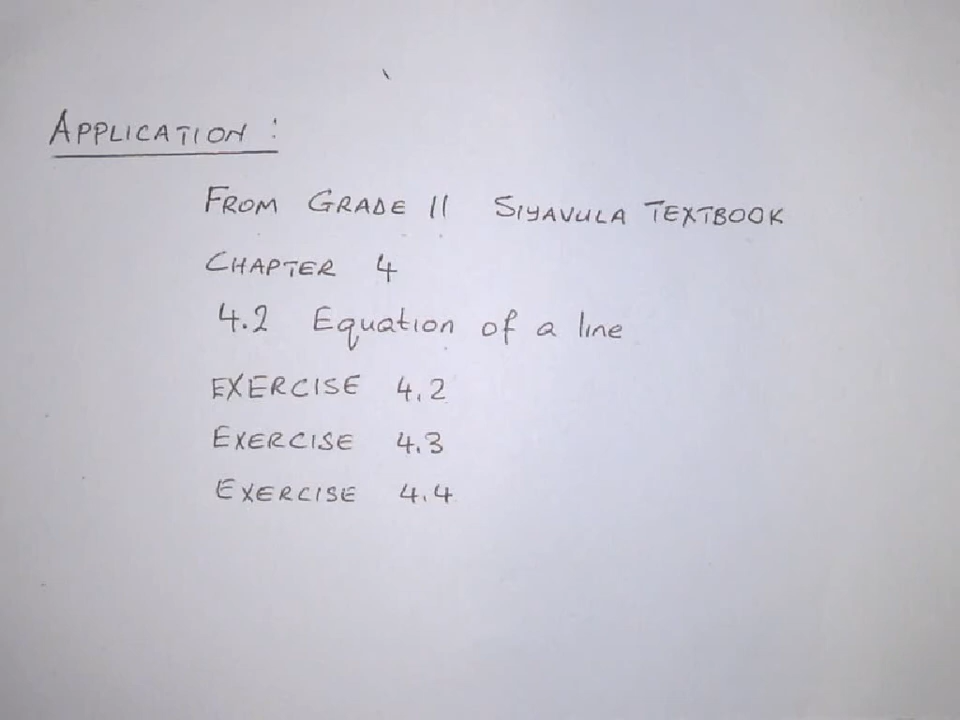 APPLICATION :
FROM GRADE 11 SIYAVULA TEXTBOOK
CHAPTER 4
4.2 Equation of a line
EXERCISE 4.2
EXERCISE 4.3
EXERCISE 4.4